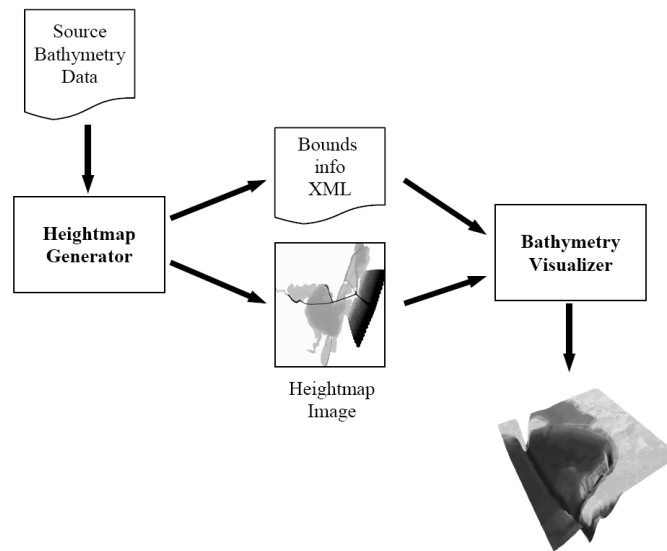 Source
Bathymetry
Data
Bounds
info
XML
Heightmap
Generator
Bathymetry
Visualizer
Heightmap
Image